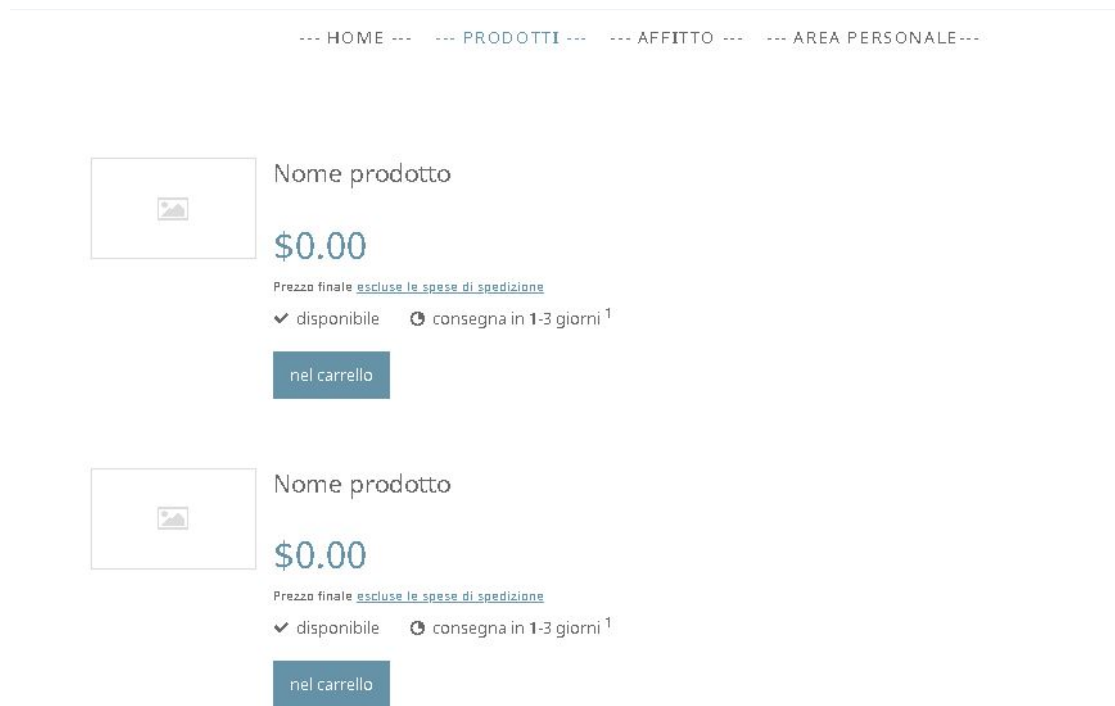 --- HOME --- --- PRODOTTI --- --- AFFITTO --- --- AREA PERSONALE---
Nome prodotto
$0.00
Prezzo finale escluse le spese di spedizione
disponibile consegna in 1-3 giorni 1
nel carrello
Nome prodotto
$0.00
Prezzo finale escluse le spese di spedizione
disponibile consegna in 1-3 giorni 1
nel carrello